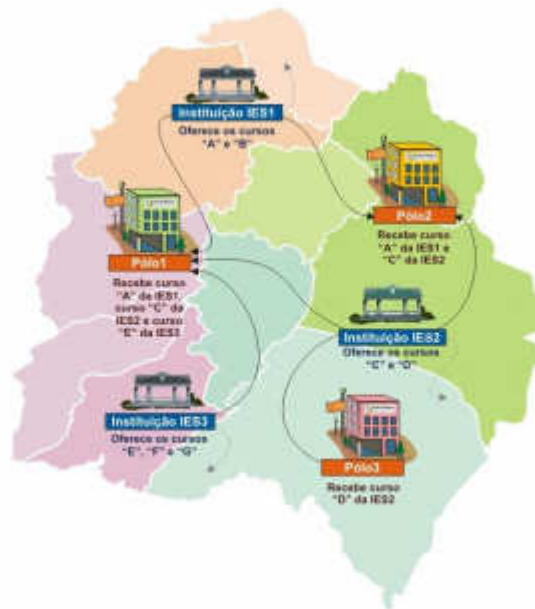 Instituição IES1
Oferece os cursos
"A" e "B"
Pólo2
Recebe curso
"A" da IES1 e
"C" da IES2
Pólo1
Recebe curso
"A" da IES1,
curso "C" da
IES2 e curso
"E" da IES3
Instituição IES2
Oferece os cursos
"C" e "D"
Instituição IES3
Oferece os cursos
"E", "F" e "G"
Pólo3
Recebe curso
"D" da IES2